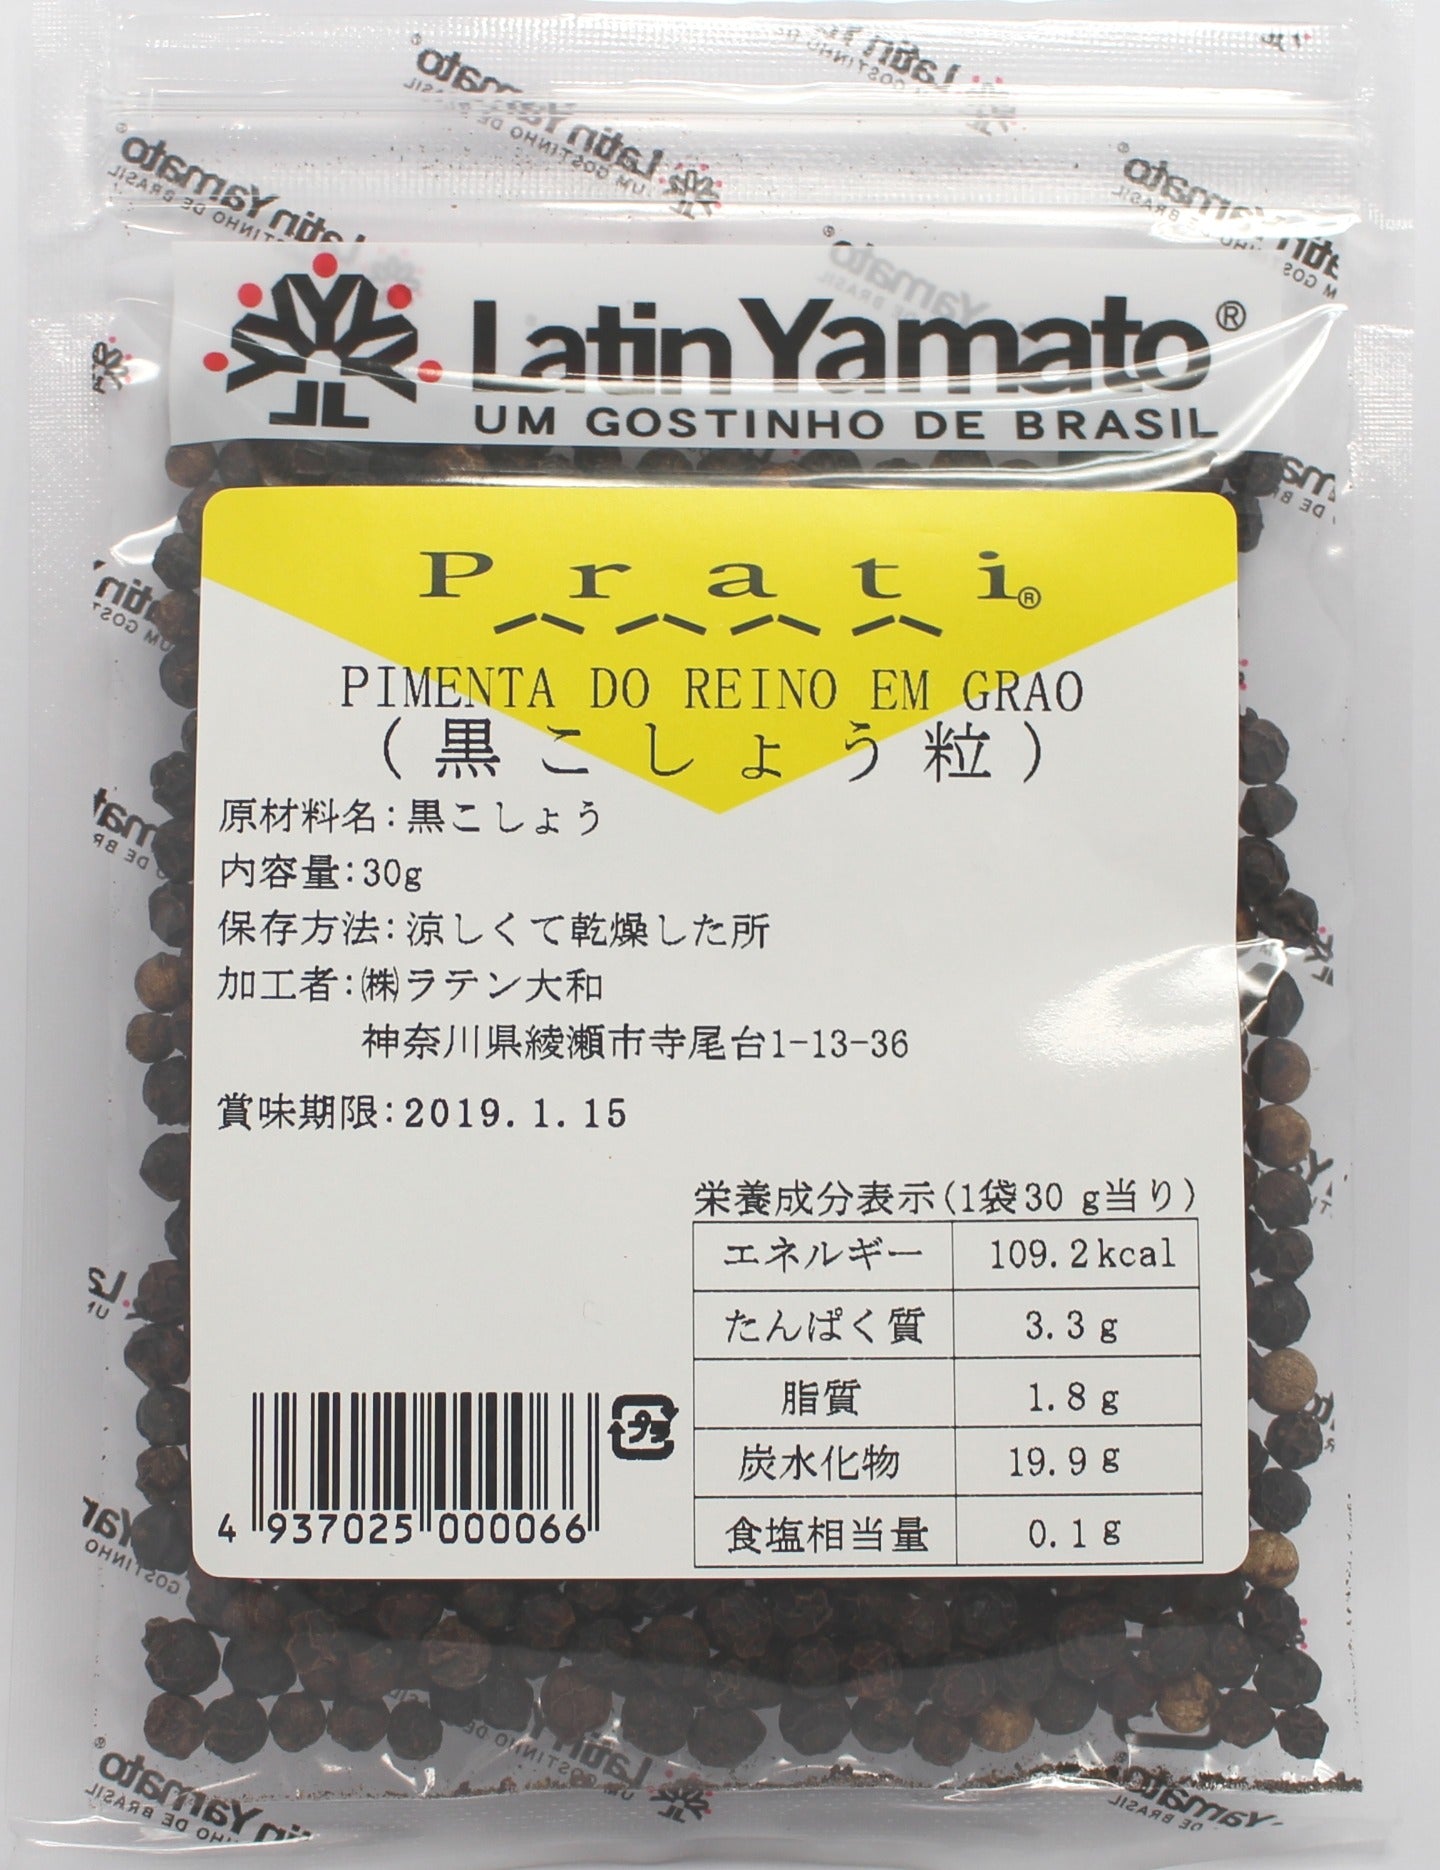 Latin Yamato®
UM GOSTINHO DE BRASIL
Prati®
PIMENTA DO REINO EM GRAO
(黒こしょう粒)
原材料名:黒こしょう
内容量:30g
保存方法:涼しくて乾燥した所
加工者:㈱ラテン大和
神奈川県綾瀬市寺尾台1-13-36
賞味期限:2019.1.15
栄養成分表示(1袋30 g当り)
エネルギー 109.2kcal
たんぱく質 3.3g
脂質 1.8g
炭水化物 19.9g
食塩相当量 0.1g
プラ
4 937025 000066